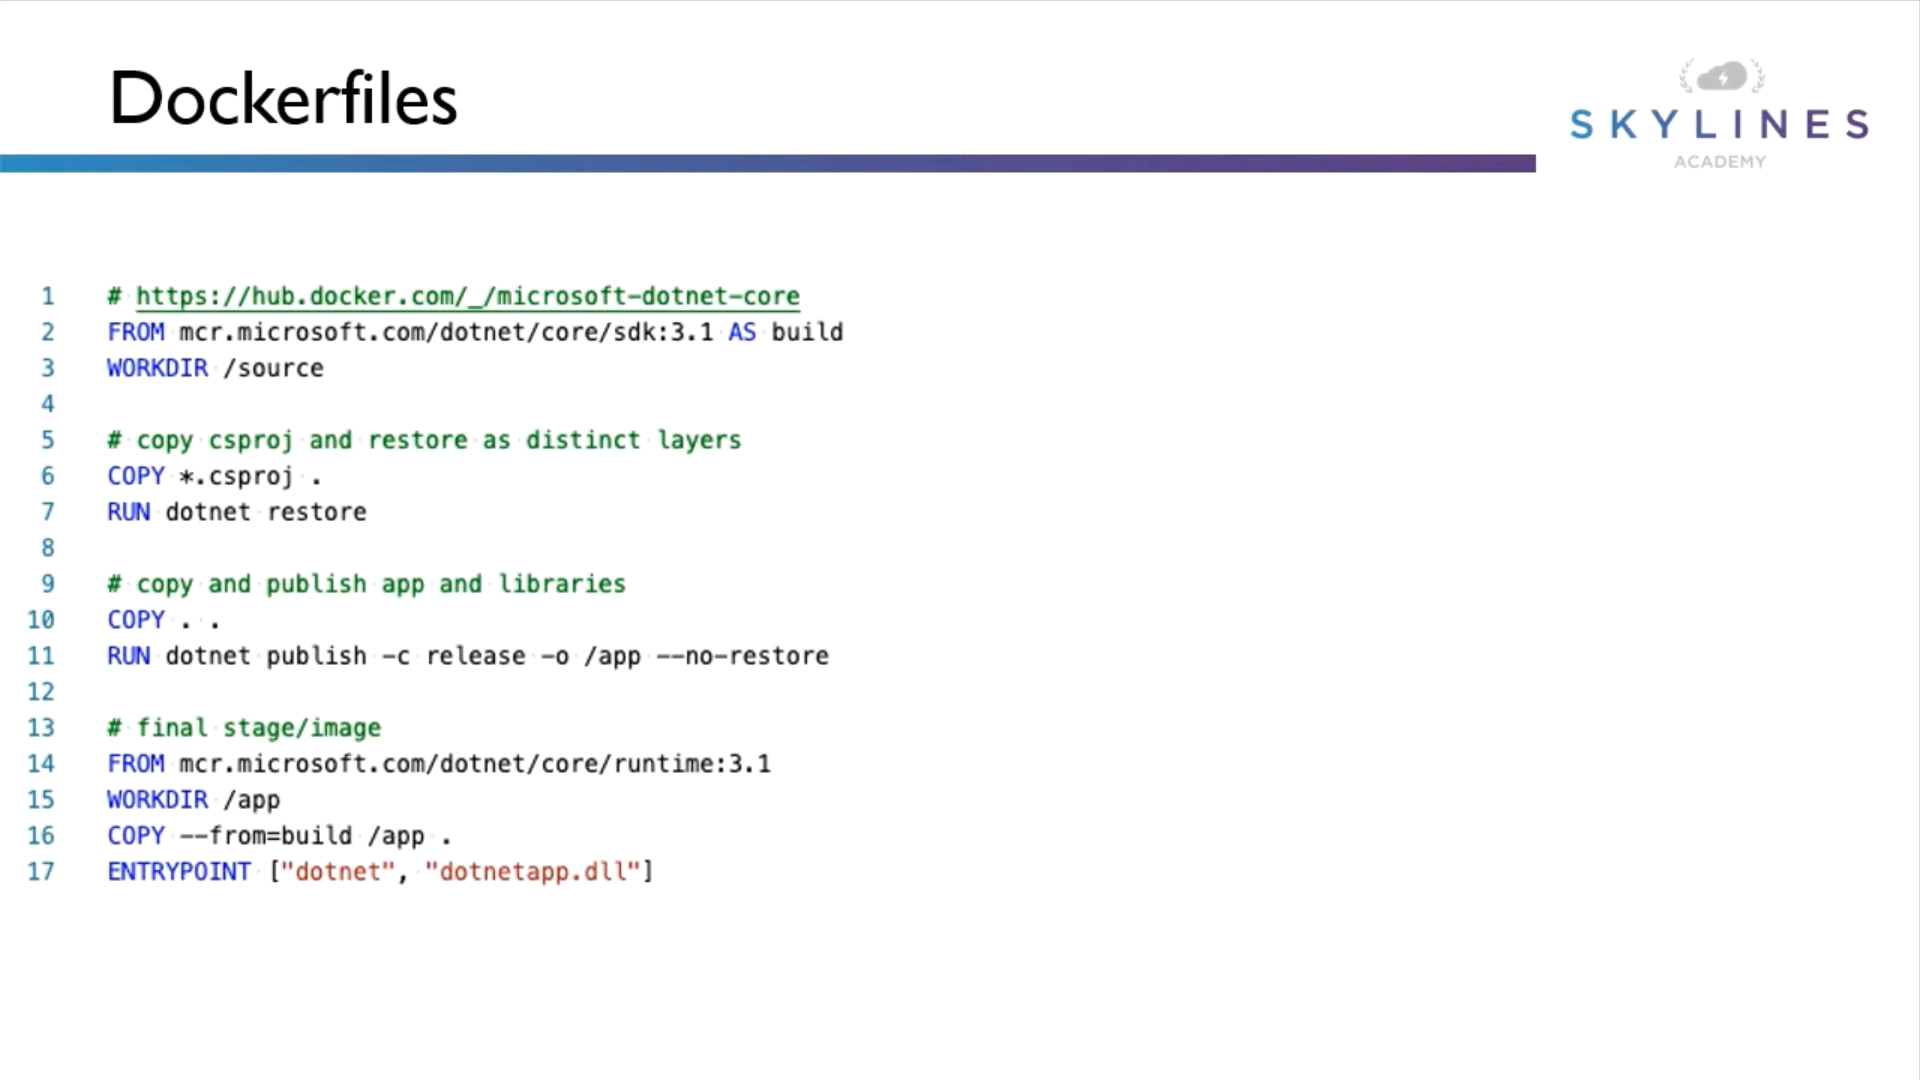 Dockerfiles
SKYLINES
ACADEMY
1 # https://hub.docker.com/_/microsoft-dotnet-core
2 FROM mcr.microsoft.com/dotnet/core/sdk:3.1 AS build
3 WORKDIR /source
4
5 # copy csproj and restore as distinct layers
6 COPY *.csproj .
7 RUN dotnet restore
8
9 # copy and publish app and libraries
10 COPY . .
11 RUN dotnet publish -c release -o /app --no-restore
12
13 # final stage/image
14 FROM mcr.microsoft.com/dotnet/core/runtime:3.1
15 WORKDIR /app
16 COPY --from=build /app .
17 ENTRYPOINT ["dotnet", "dotnetapp.dll"]